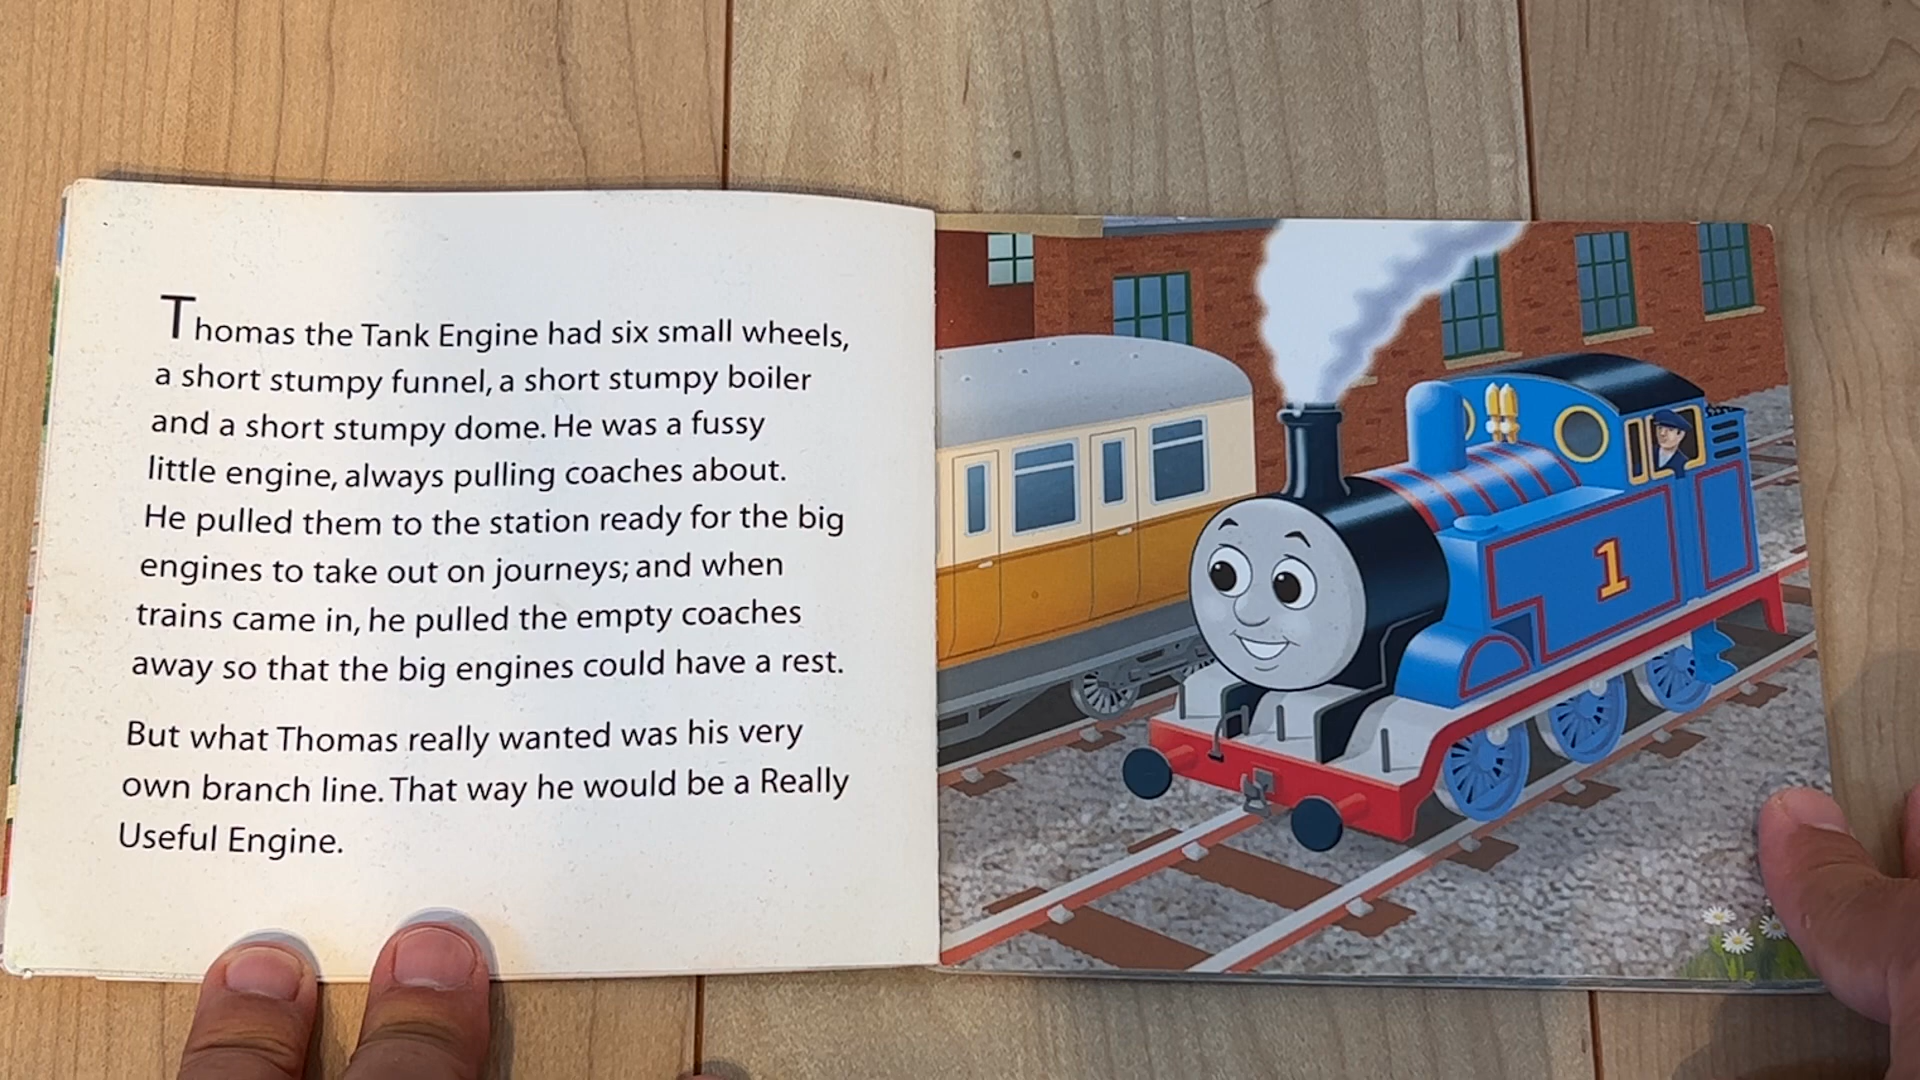 Thomas the Tank Engine had six small wheels,
a short stumpy funnel, a short stumpy boiler
and a short stumpy dome. He was a fussy
little engine, always pulling coaches about.
He pulled them to the station ready for the big
engines to take out on journeys; and when
trains came in, he pulled the empty coaches
away so that the big engines could have a rest.
But what Thomas really wanted was his very
own branch line. That way he would be a Really
Useful Engine.
1